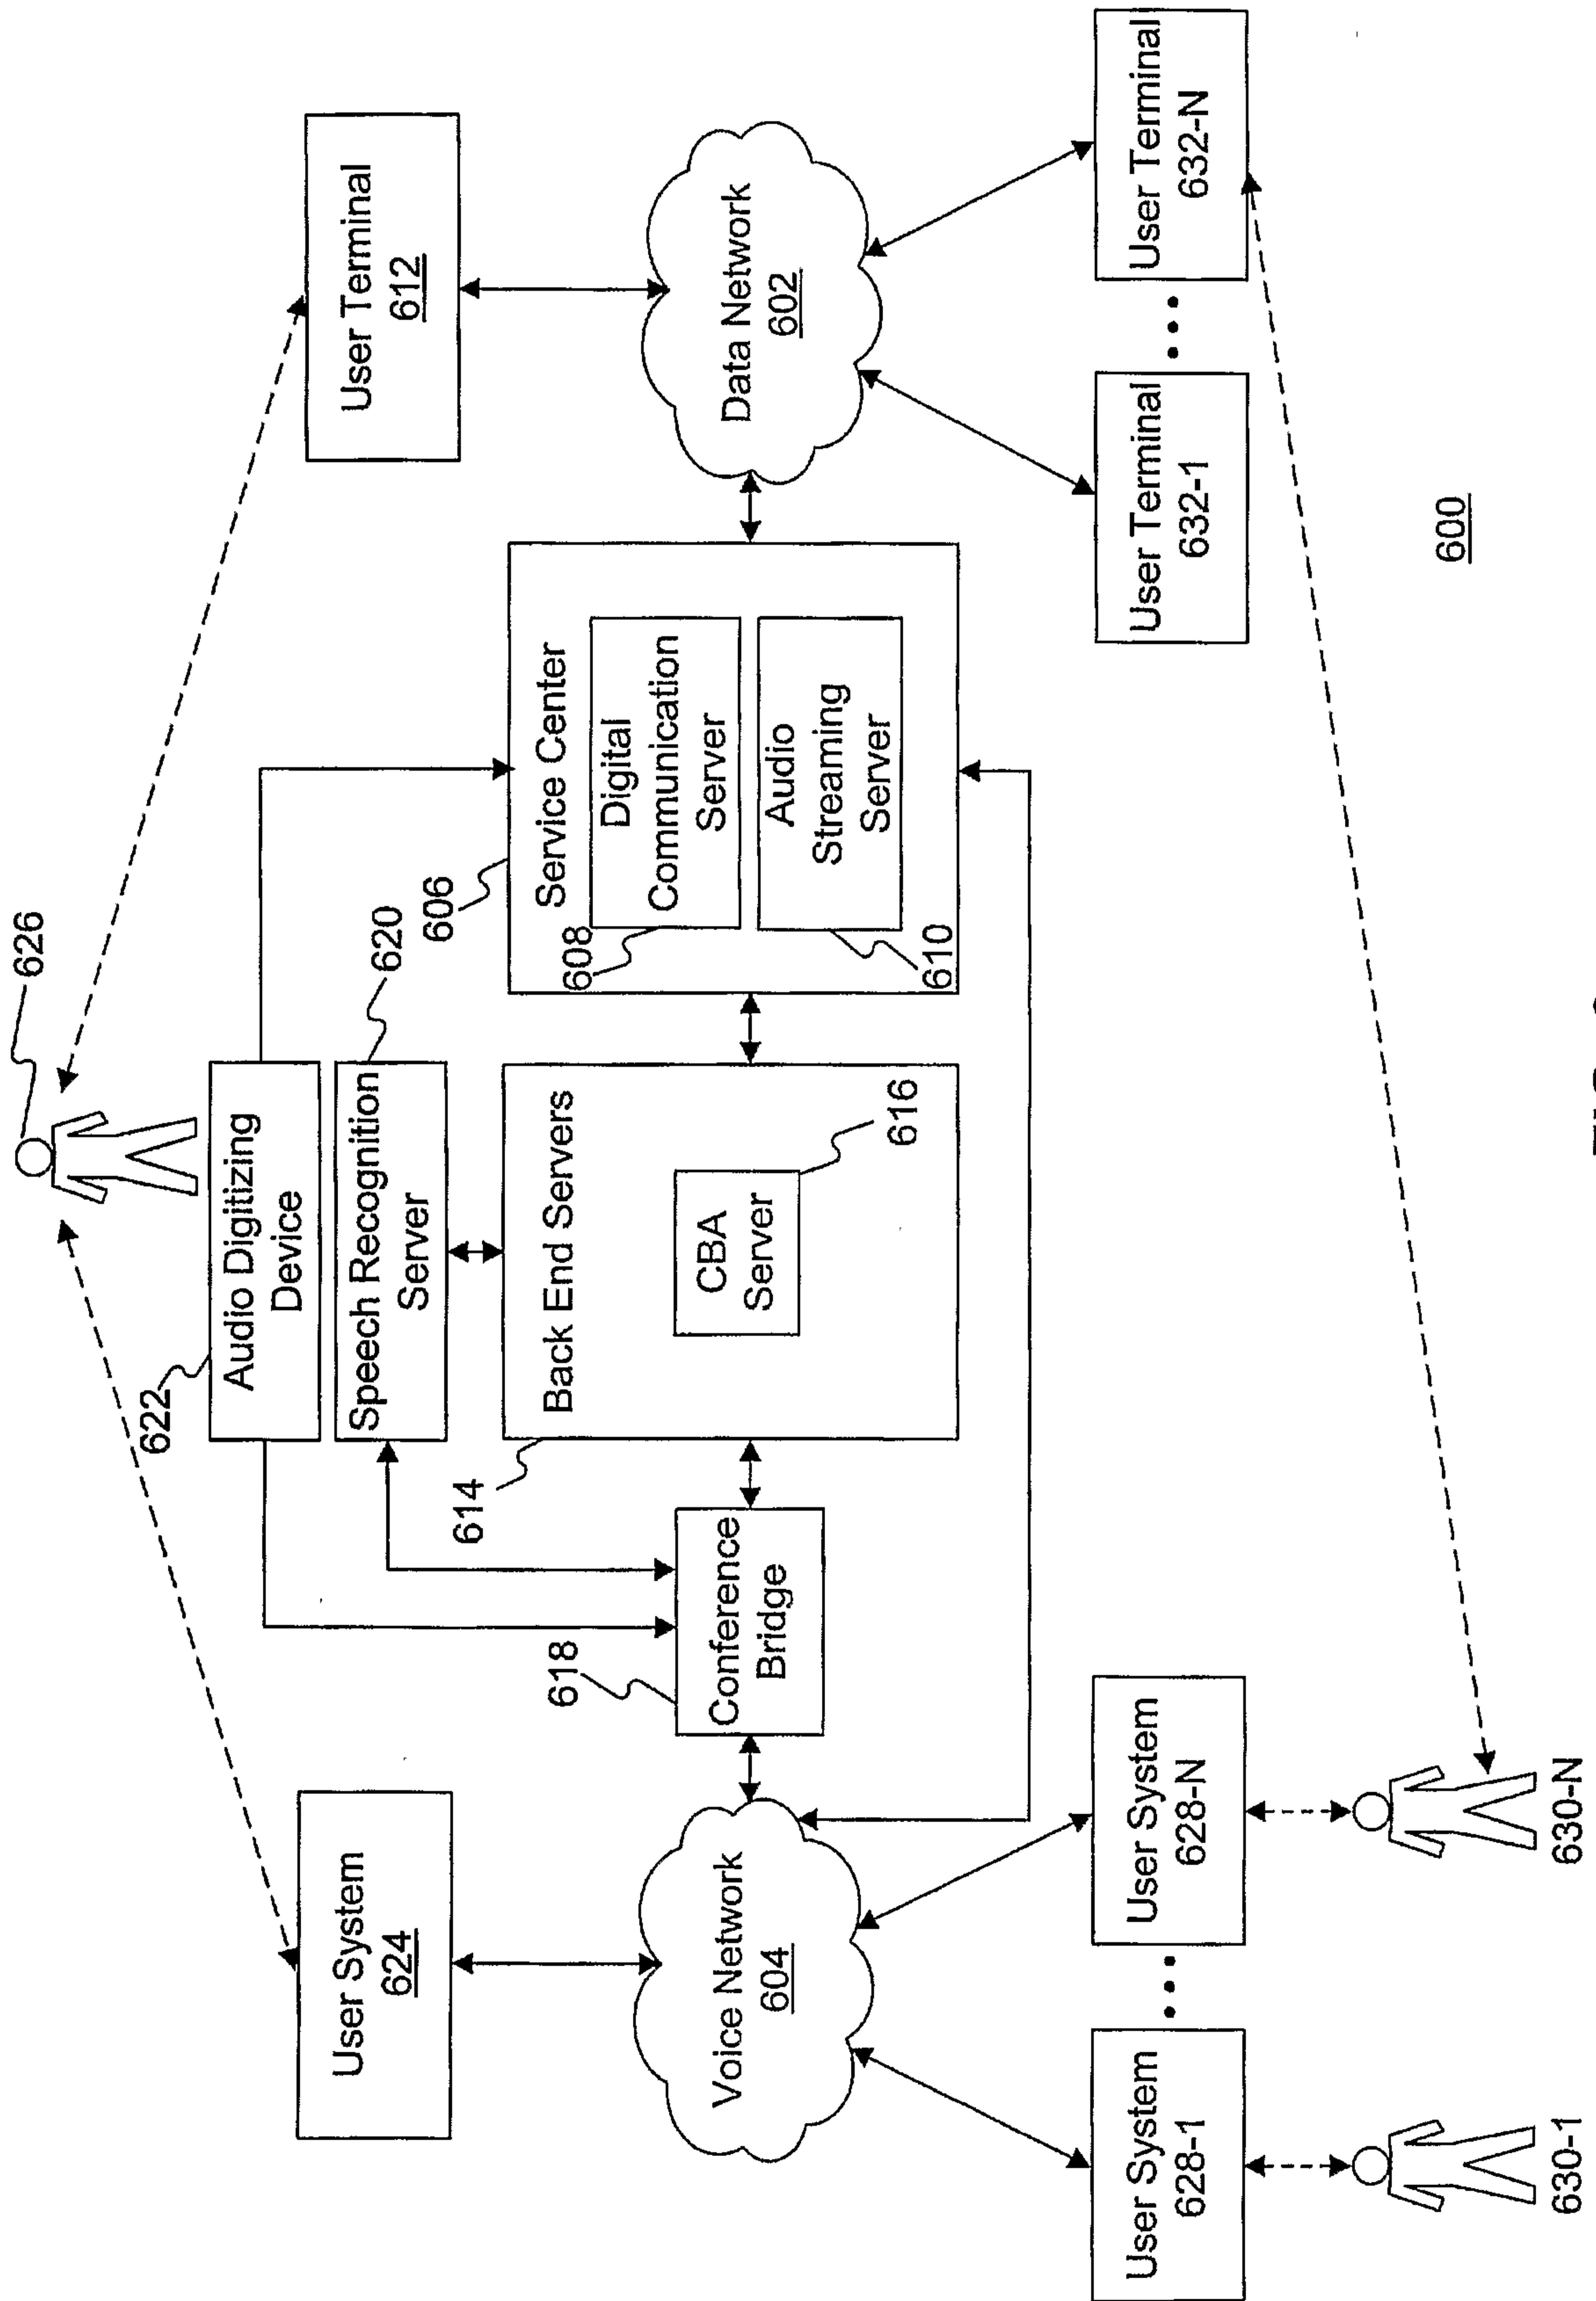 626
User System
624
User Terminal
612
622
Audio Digitizing
Device
Speech Recognition
Server
620
606
614
Back End Servers
CBA
Server
616
Service Center
Digital
Communication
Server
608
Audio
Streaming
Server
610
618
Conference
Bridge
Voice Network
604
Data Network
602
User System
628-1
User System
628-N
User Terminal
632-1
User Terminal
632-N
630-1
630-N
600